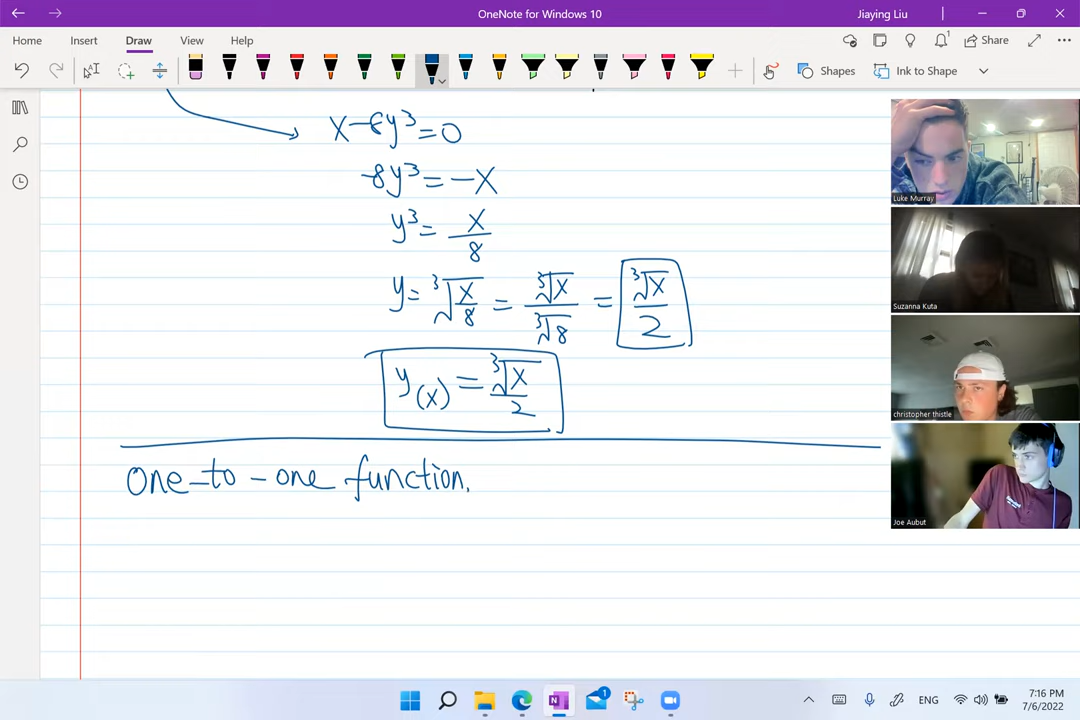 OneNote for Windows 10
Jiaying Liu
Home Insert Draw View Help
Share
Shapes
Ink to Shape
x-8y³=0
-8y³=-x
y³= x/8
y= ∛(x/8) = ∛x/∛8 = ∛x/2
y(x) = ∛x/2
One-to-one function.
Luke Murray
Suzanna Kuta
christopher thistle
Joe Aubut
1
ENG
7:16 PM
7/6/2022